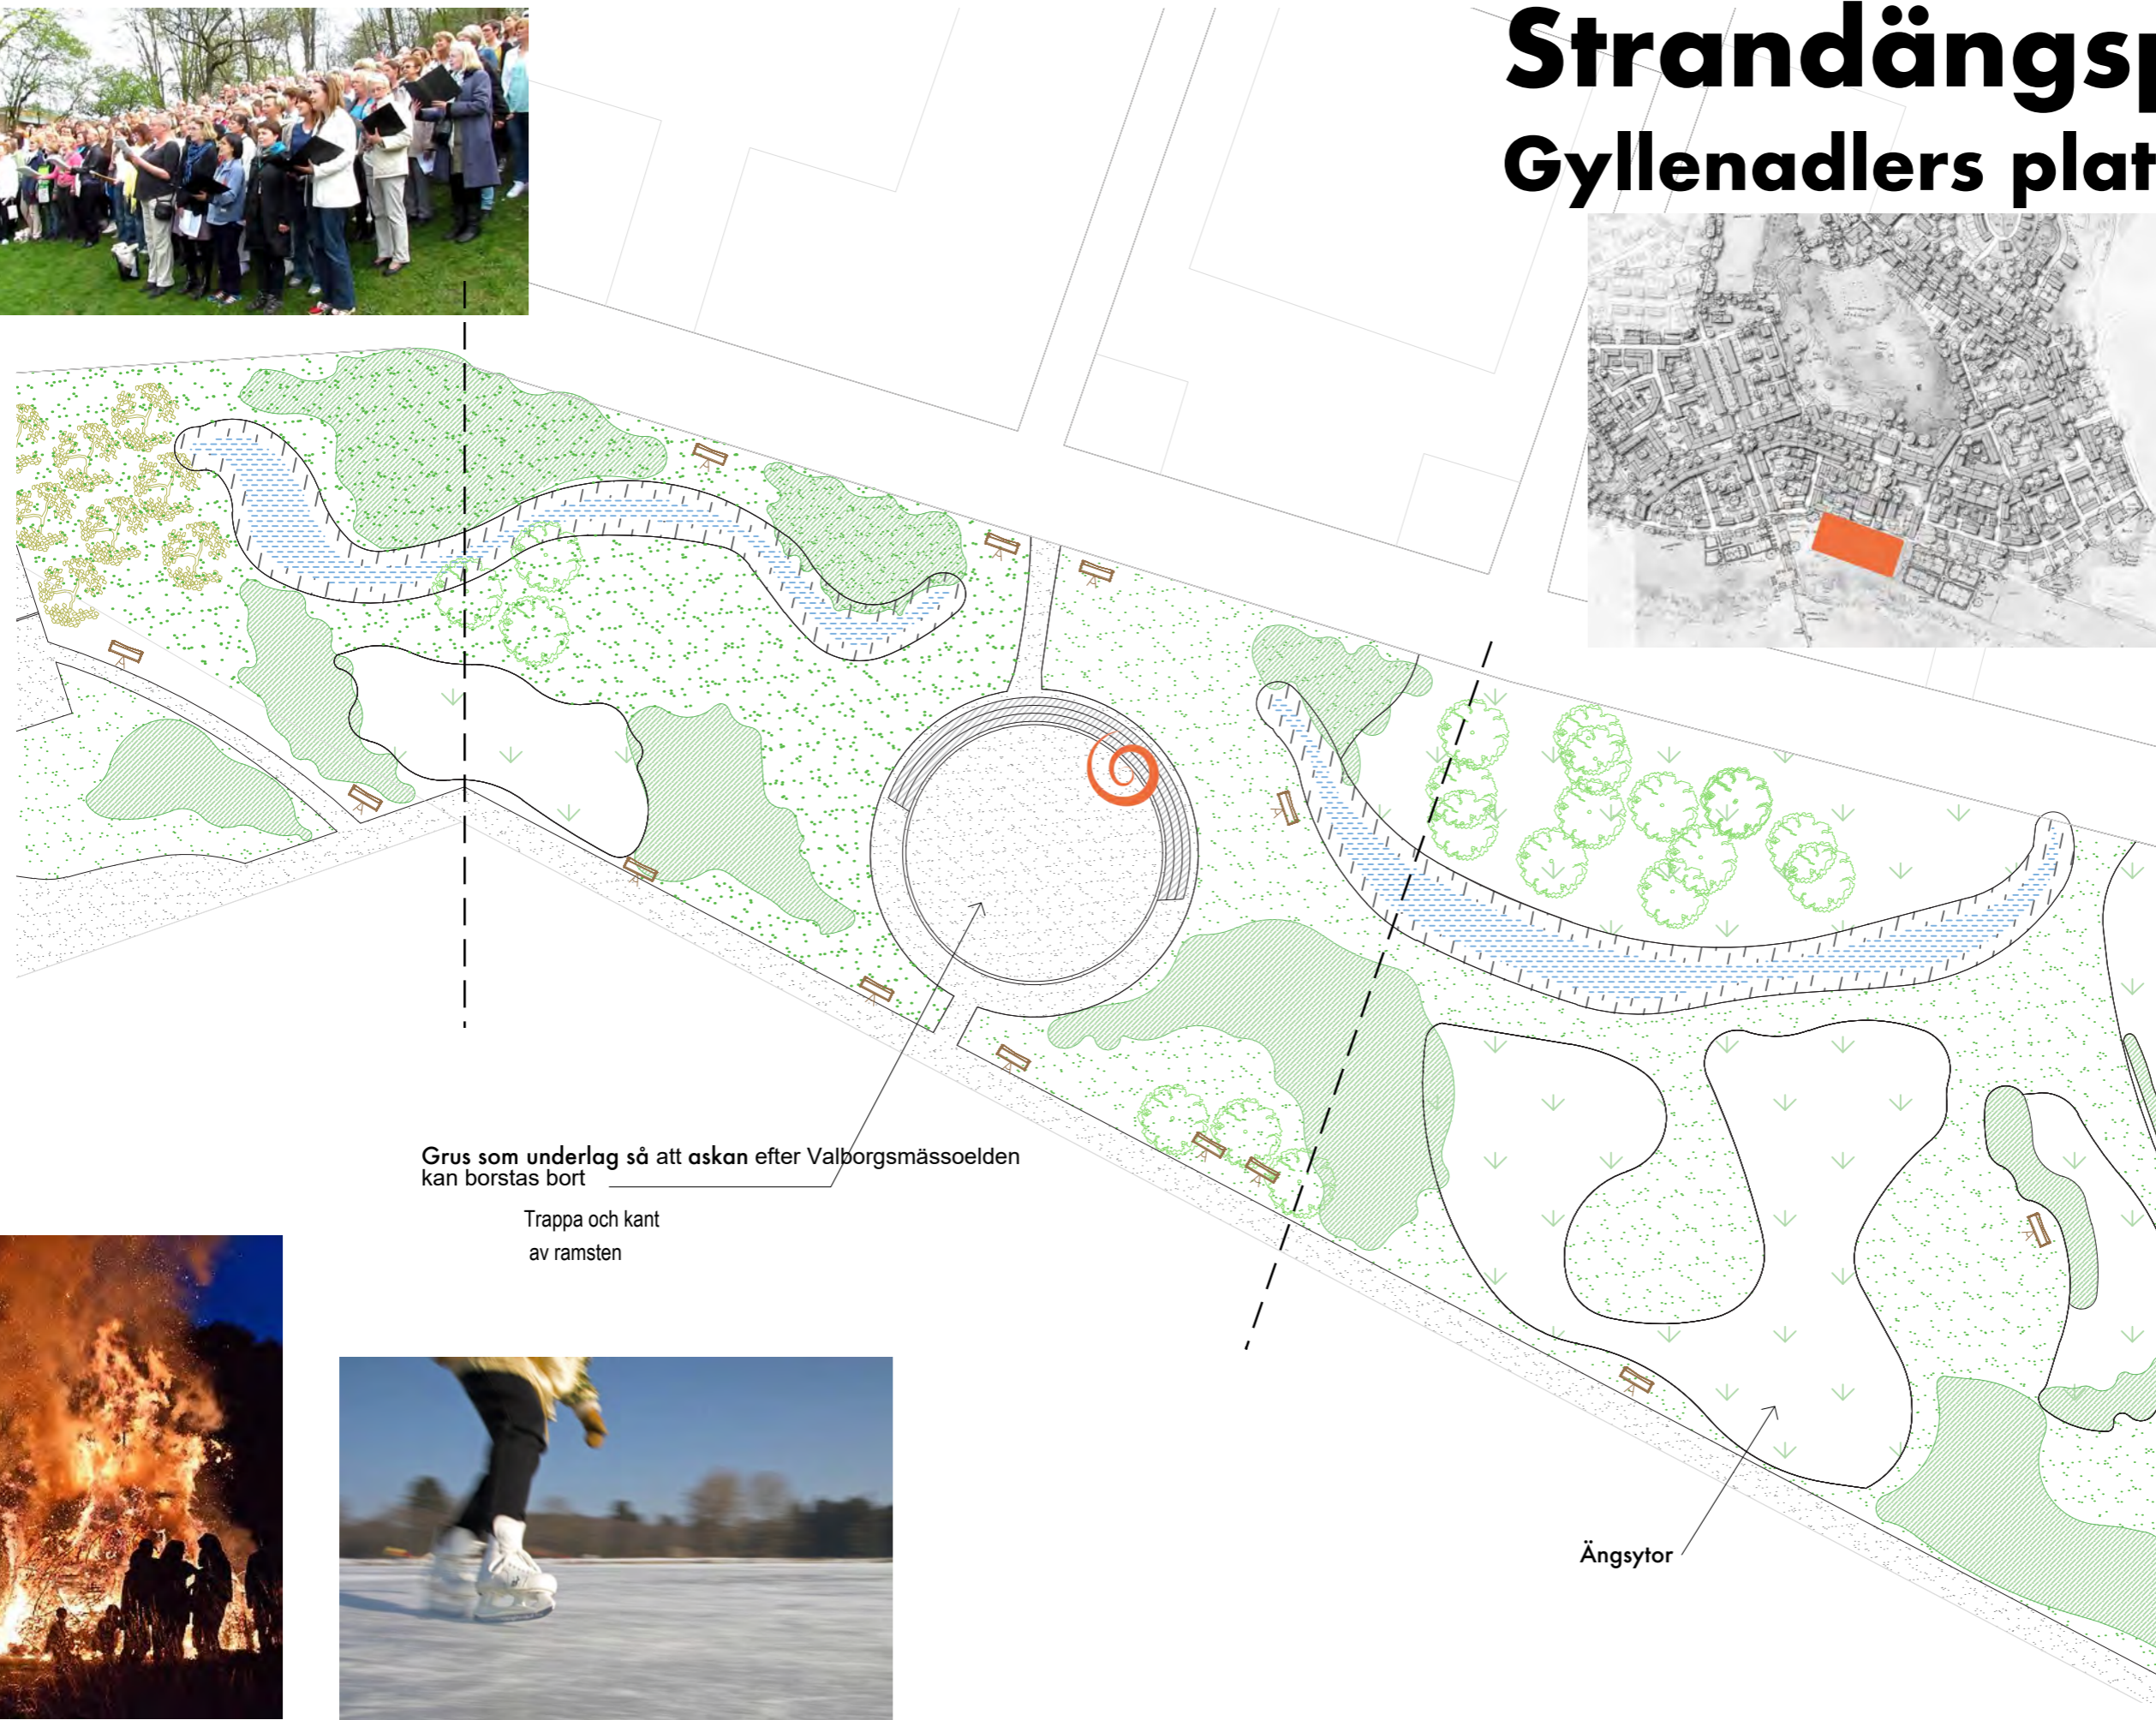 Strandängsp
Gyllenadlers plat
Grus som underlag så att askan efter Valborgsmässoelden
kan borstas bort
Trappa och kant
av ramsten
Ängsytor